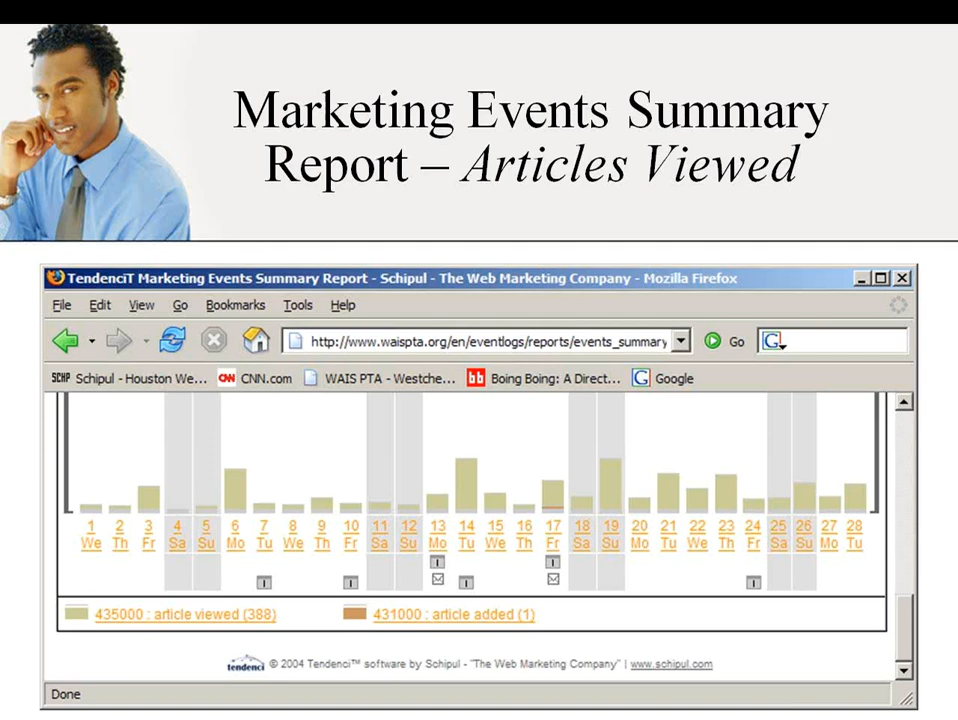 Marketing Events Summary
Report – Articles Viewed
TendenciT Marketing Events Summary Report - Schipul - The Web Marketing Company - Mozilla Firefox
File Edit View Go Bookmarks Tools Help
http://www.waispta.org/en/eventlogs/reports/events_summary Go G
SCHP Schipul - Houston We... CNN CNN.com WAIS PTA - Westche... bb Boing Boing: A Direct... G Google
1 2 3 4 5 6 7 8 9 10 11 12 13 14 15 16 17 18 19 20 21 22 23 24 25 26 27 28
We Th Fr Sa Su Mo Tu We Th Fr Sa Su Mo Tu We Th Fr Sa Su Mo Tu We Th Fr Sa Su Mo Tu
435000 : article viewed (388) 431000 : article added (1)
tendenci © 2004 Tendenci™ software by Schipul - "The Web Marketing Company" | www.schipul.com
Done